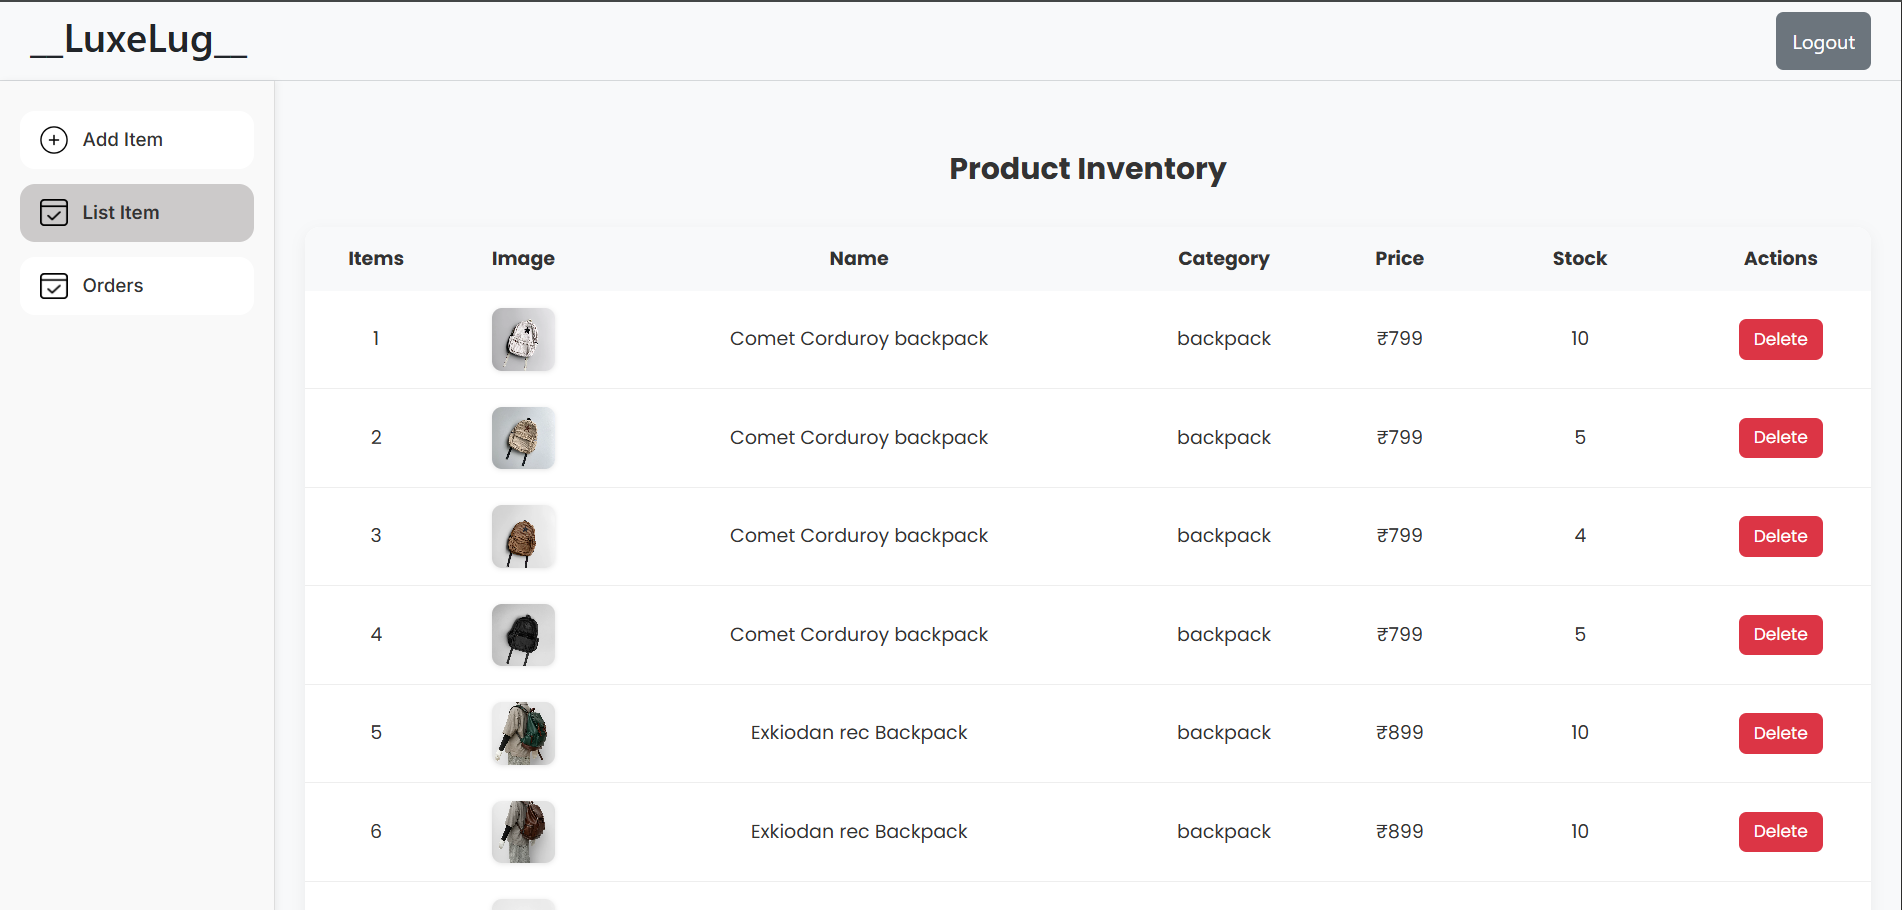 __LuxeLug__
Logout
Add Item
List Item
Orders
Product Inventory
Items Image Name Category Price Stock Actions
1 Comet Corduroy backpack backpack ₹799 10 Delete
2 Comet Corduroy backpack backpack ₹799 5 Delete
3 Comet Corduroy backpack backpack ₹799 4 Delete
4 Comet Corduroy backpack backpack ₹799 5 Delete
5 Exkiodan rec Backpack backpack ₹899 10 Delete
6 Exkiodan rec Backpack backpack ₹899 10 Delete